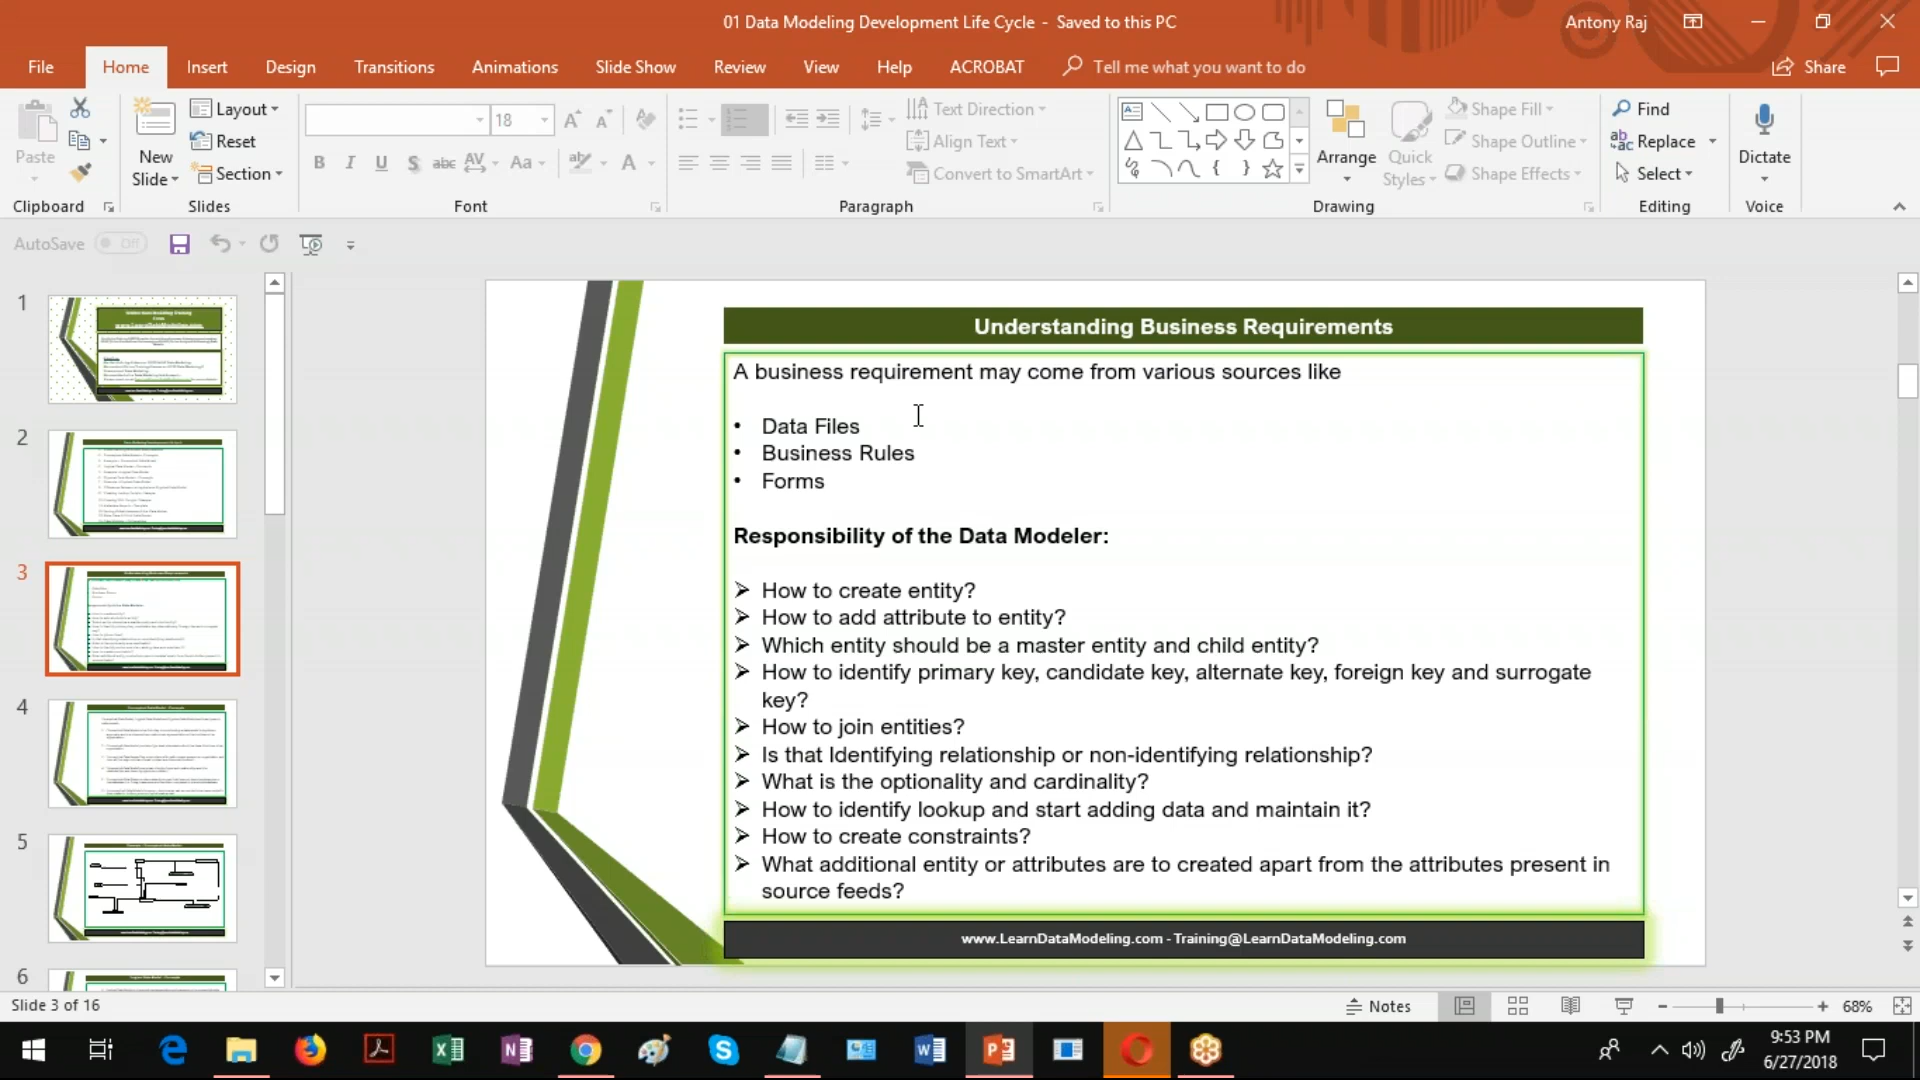 01 Data Modeling Development Life Cycle - Saved to this PC
Antony Raj
File
Home
Insert
Design
Transitions
Animations
Slide Show
Review
View
Help
ACROBAT
Tell me what you want to do
Share
Paste
New
Slide
Layout
Reset
Section
18
B I U S abc AV Aa A
Text Direction
Align Text
Convert to SmartArt
Arrange
Quick
Styles
Shape Fill
Shape Outline
Shape Effects
Find
Replace
Select
Dictate
Clipboard
Slides
Font
Paragraph
Drawing
Editing
Voice
AutoSave
Off
1
2
3
4
5
6
Understanding Business Requirements
A business requirement may come from various sources like
• Data Files
• Business Rules
• Forms
Responsibility of the Data Modeler:
➢ How to create entity?
➢ How to add attribute to entity?
➢ Which entity should be a master entity and child entity?
➢ How to identify primary key, candidate key, alternate key, foreign key and surrogate
key?
➢ How to join entities?
➢ Is that Identifying relationship or non-identifying relationship?
➢ What is the optionality and cardinality?
➢ How to identify lookup and start adding data and maintain it?
➢ How to create constraints?
➢ What additional entity or attributes are to created apart from the attributes present in
source feeds?
www.LearnDataModeling.com - Training@LearnDataModeling.com
Slide 3 of 16
Notes
68%
9:53 PM
6/27/2018